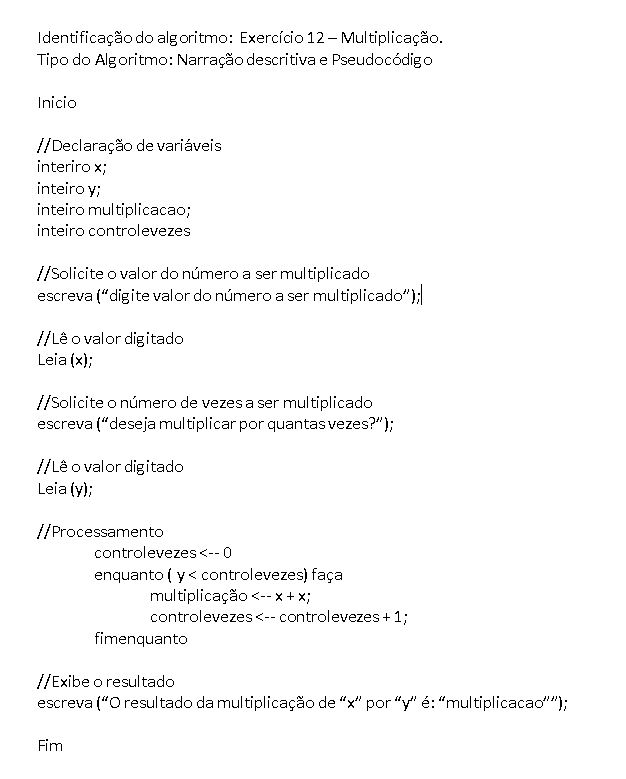 Identificação do algoritmo: Exercício 12 – Multiplicação.
Tipo do Algoritmo: Narração descritiva e Pseudocódigo
Inicio
//Declaração de variáveis
interiro x;
inteiro y;
inteiro multiplicacao;
inteiro controlevezes
//Solicite o valor do número a ser multiplicado
escreva (“digite valor do número a ser multiplicado”);
//Lê o valor digitado
Leia (x);
//Solicite o número de vezes a ser multiplicado
escreva (“deseja multiplicar por quantas vezes?”);
//Lê o valor digitado
Leia (y);
//Processamento
controlevezes <-- 0
enquanto ( y < controlevezes) faça
multiplicação <-- x + x;
controlevezes <-- controlevezes + 1;
fimenquanto
//Exibe o resultado
escreva (“O resultado da multiplicação de “x” por “y” é: “multiplicacao””);
Fim